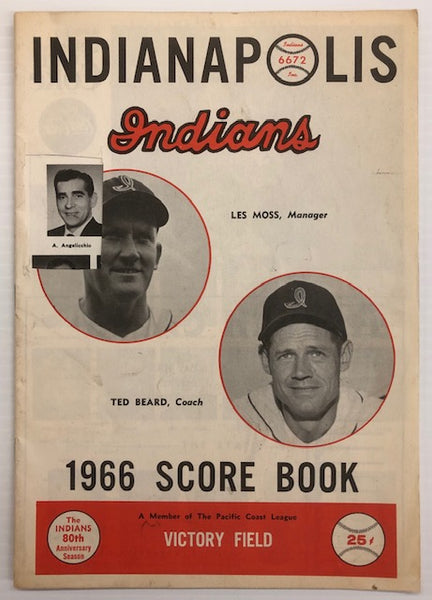 INDIANAPOLIS
Indians
6672
Inc.
Indians
LES MOSS, Manager
A. Angelicchio
TED BEARD, Coach
1966 SCORE BOOK
The
INDIANS
80th
Anniversary
Season
A Member of The Pacific Coast League
VICTORY FIELD
25¢